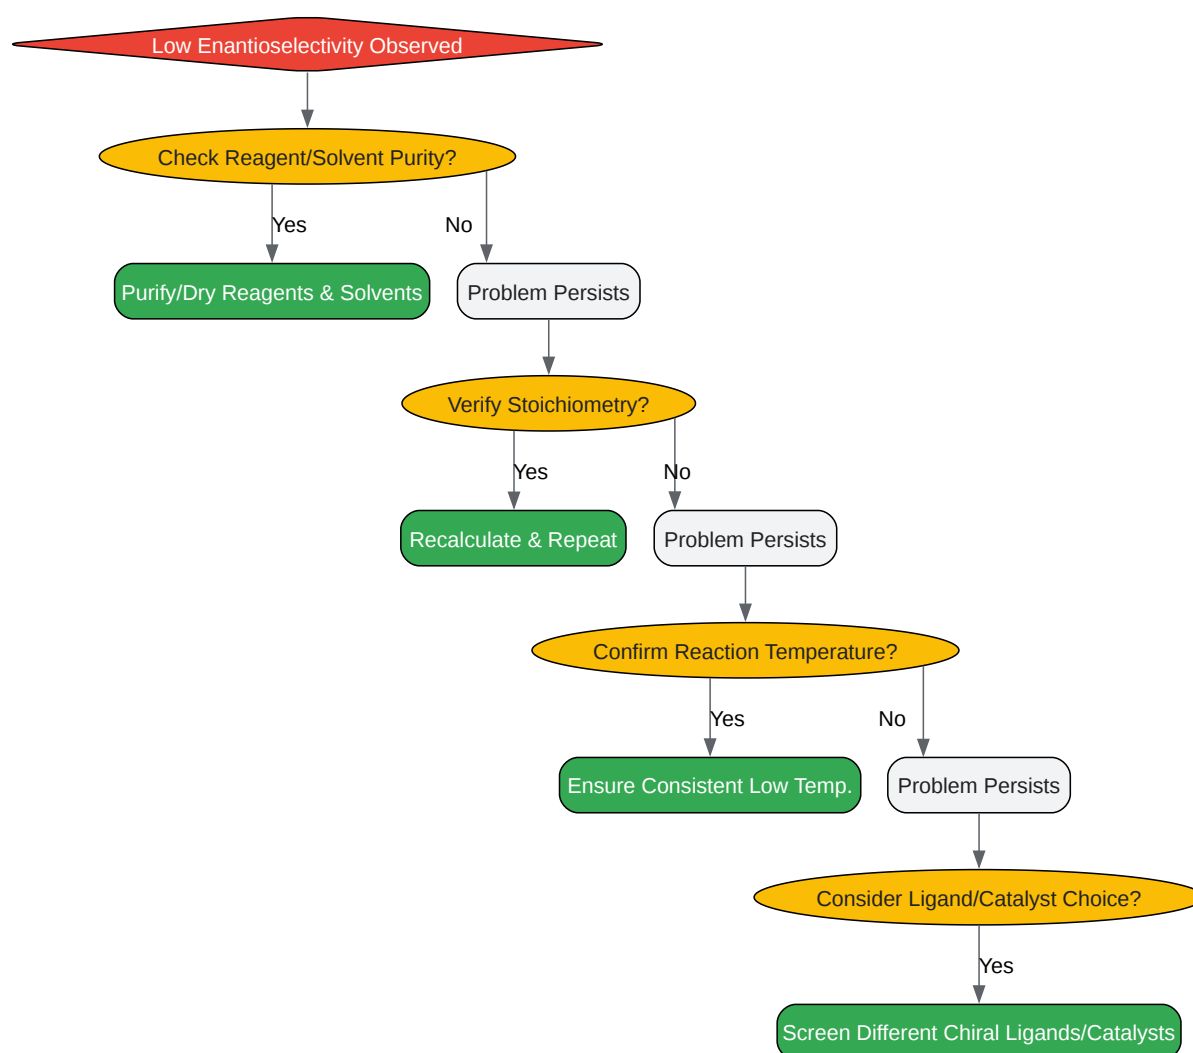 Low Enantioselectivity Observed
Check Reagent/Solvent Purity?
Yes
No
Purify/Dry Reagents & Solvents
Problem Persists
Verify Stoichiometry?
Yes
No
Recalculate & Repeat
Problem Persists
Confirm Reaction Temperature?
Yes
No
Ensure Consistent Low Temp.
Problem Persists
Consider Ligand/Catalyst Choice?
Yes
Screen Different Chiral Ligands/Catalysts